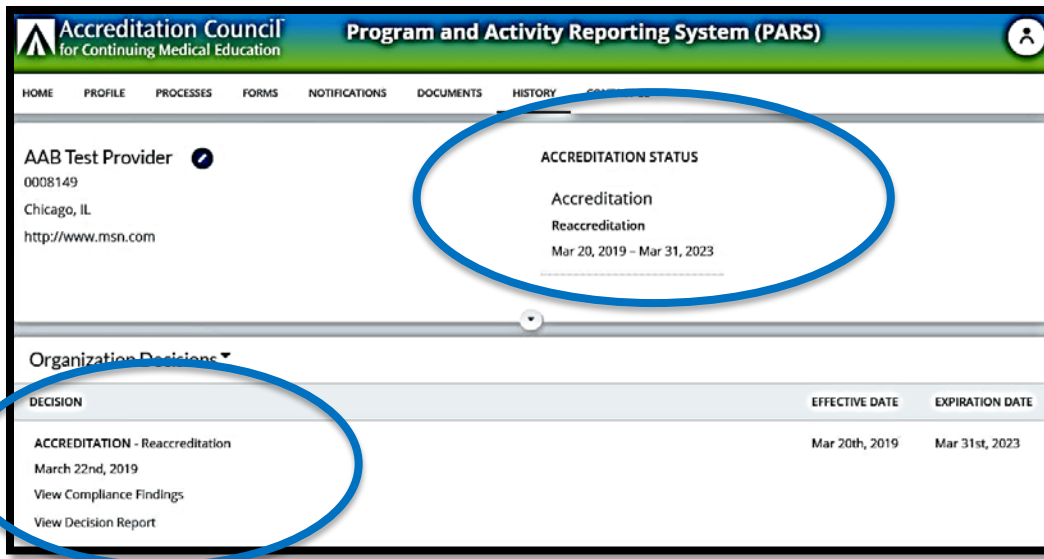 Accreditation Council
for Continuing Medical Education
Program and Activity Reporting System (PARS)
HOME PROFILE PROCESSES FORMS NOTIFICATIONS DOCUMENTS HISTORY
AAB Test Provider
0008149
Chicago, IL
http://www.msn.com
ACCREDITATION STATUS
Accreditation
Reaccreditation
Mar 20, 2019 – Mar 31, 2023
Organization Decisions
DECISION EFFECTIVE DATE EXPIRATION DATE
ACCREDITATION - Reaccreditation Mar 20th, 2019 Mar 31st, 2023
March 22nd, 2019
View Compliance Findings
View Decision Report